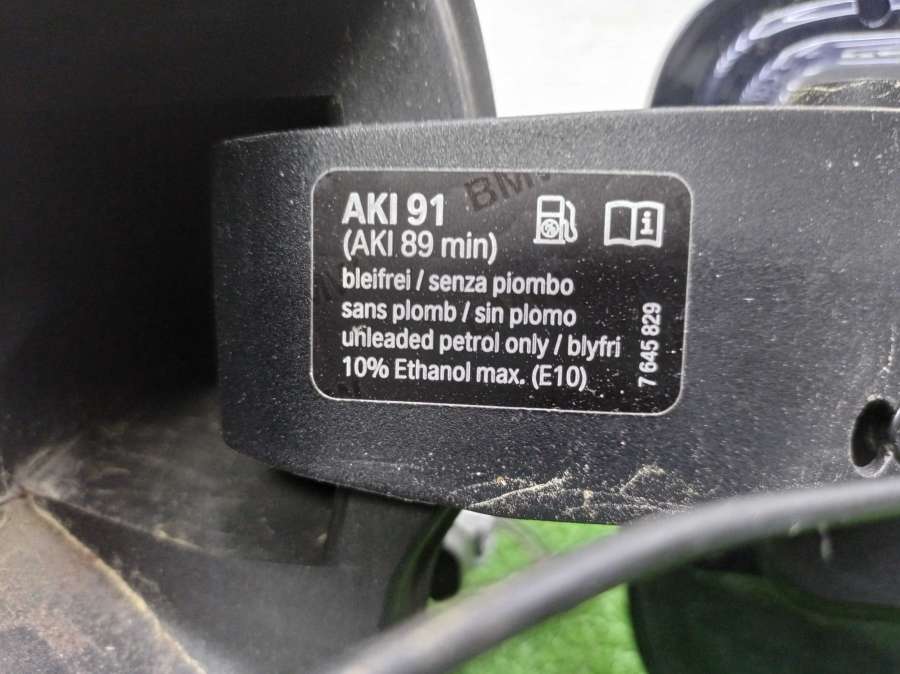 AKI 91
(AKI 89 min)
bleifrei / senza piombo
sans plomb / sin plomo
unleaded petrol only / blyfri
10% Ethanol max. (E10)
7 645 829
BMW